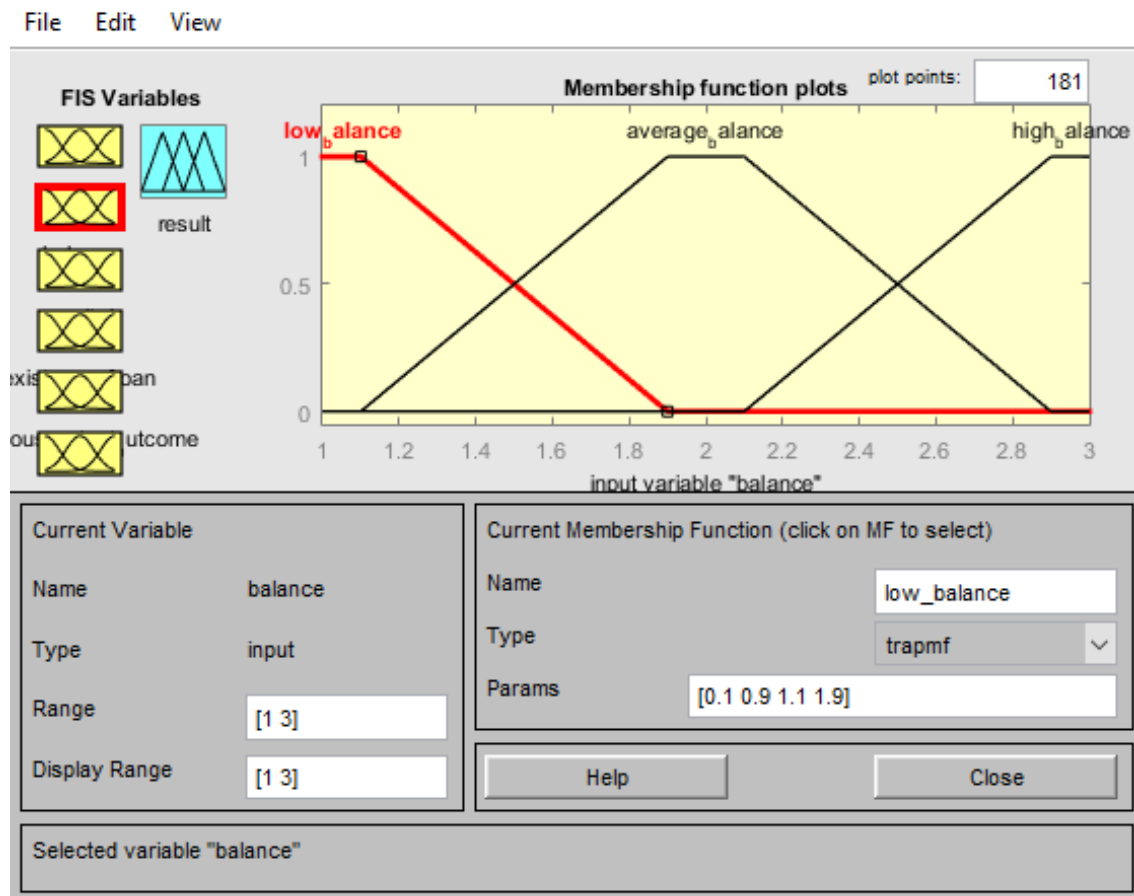 File Edit View
FIS Variables
result
Membership function plots
plot points: 181
low_balance average_balance high_balance
1
0.5
0
1 1.2 1.4 1.6 1.8 2 2.2 2.4 2.6 2.8 3
input variable "balance"
Current Variable
Name balance
Type input
Range [1 3]
Display Range [1 3]
Current Membership Function (click on MF to select)
Name low_balance
Type trapmf
Params [0.1 0.9 1.1 1.9]
Help Close
Selected variable "balance"